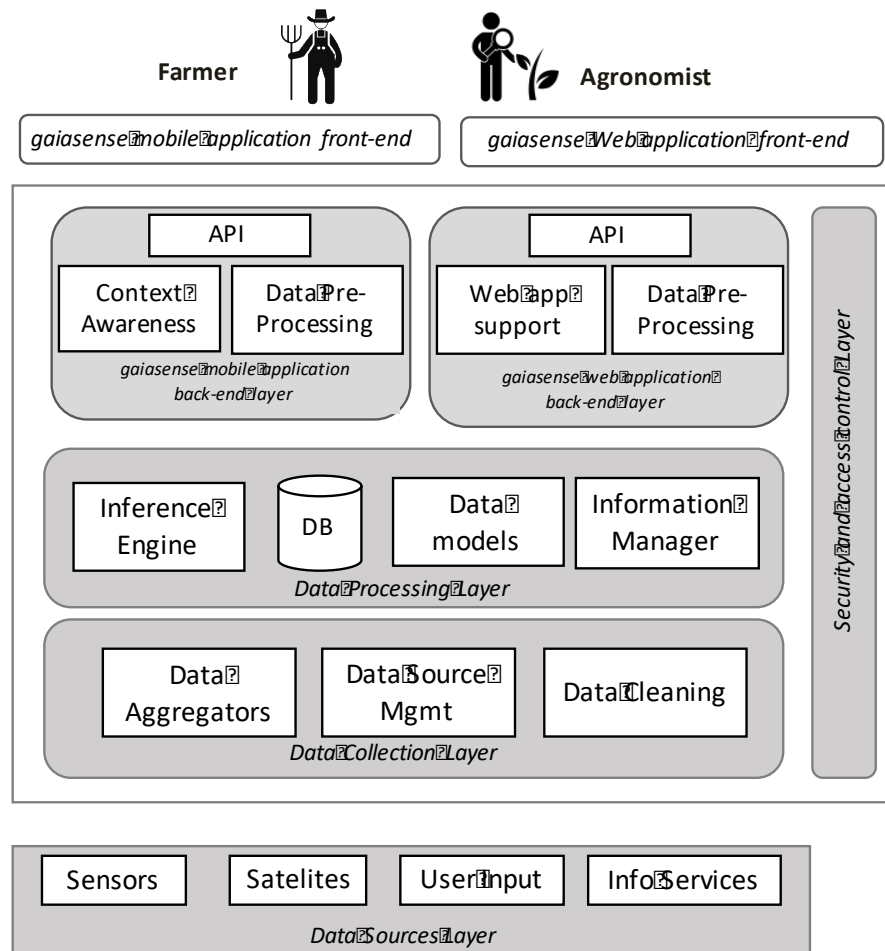 Farmer
Agronomist
gaiasense mobile application front-end
gaiasense Web application front-end
API
Context
Awareness
Data Pre-
Processing
gaiasense mobile application
back-end layer
API
Web app
support
Data Pre-
Processing
gaiasense web application
back-end layer
Security and access control Layer
Inference
Engine
DB
Data
models
Information
Manager
Data Processing Layer
Data
Aggregators
Data Source
Mgmt
Data Cleaning
Data Collection Layer
Sensors
Satelites
User Input
Info Services
Data Sources Layer